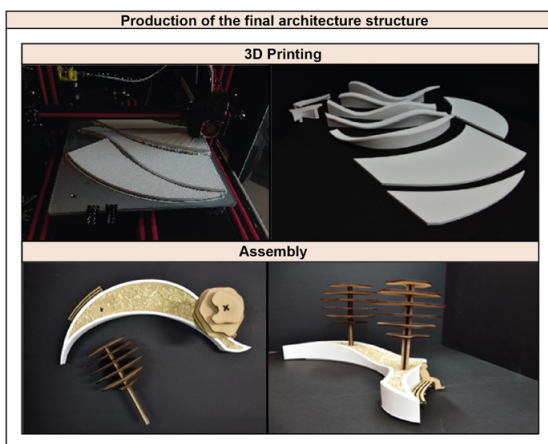 Production of the final architecture structure
3D Printing
Assembly